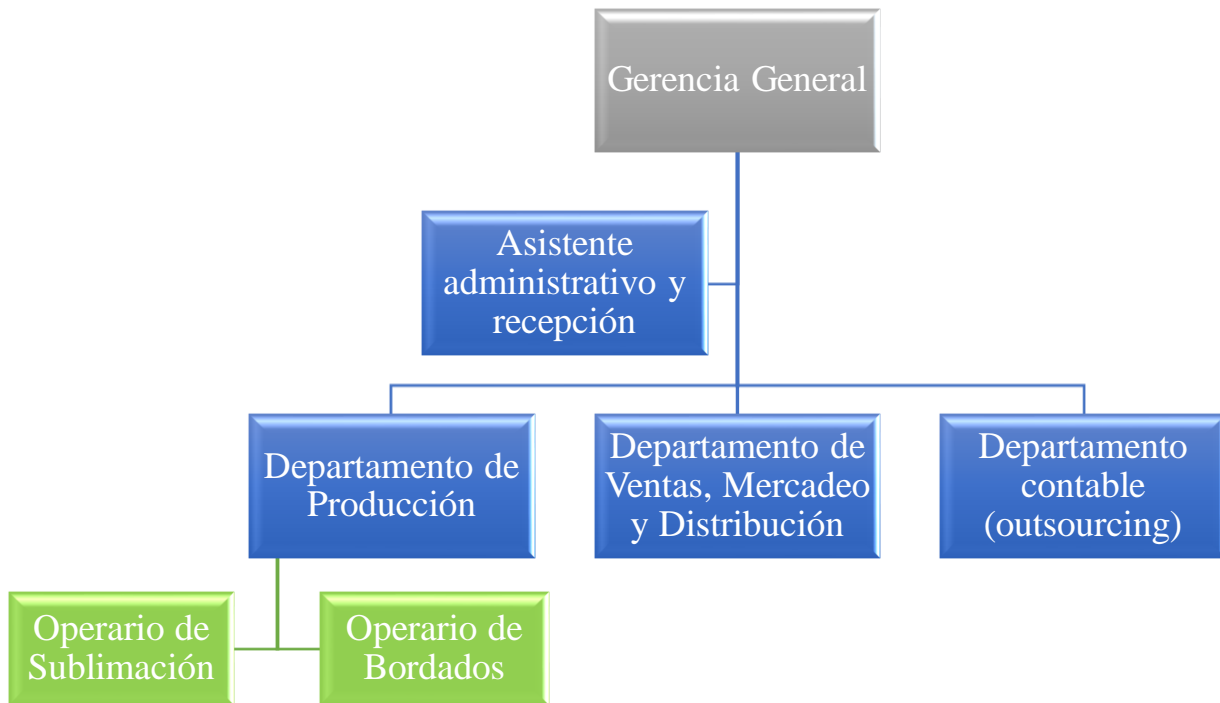 Gerencia General
Asistente
administrativo y
recepción
Departamento de
Producción
Departamento de
Ventas, Mercadeo
y Distribución
Departamento
contable
(outsourcing)
Operario de
Sublimación
Operario de
Bordados